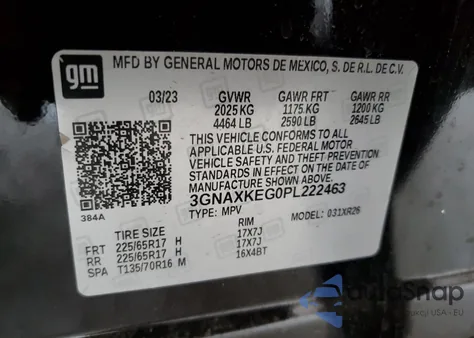 gm
MFD BY GENERAL MOTORS DE MEXICO, S. DE R.L. DE C.V.
03/23 GVWR GAWR FRT GAWR RR
2025 KG 1175 KG 1200 KG
4464 LB 2590 LB 2645 LB
THIS VEHICLE CONFORMS TO ALL
APPLICABLE U.S. FEDERAL MOTOR
VEHICLE SAFETY AND THEFT PREVENTION
STANDARDS IN EFFECT ON THE DATE OF
MANUFACTURE SHOWN ABOVE.
3GNAXKEG0PL222463
384A TYPE: MPV MODEL: 031XR26
TIRE SIZE RIM
FRT 225/65R17 H 17X7J
RR 225/65R17 H 17X7J
SPA T135/70R16 M 16X4BT
AutoSnap
USA - EU